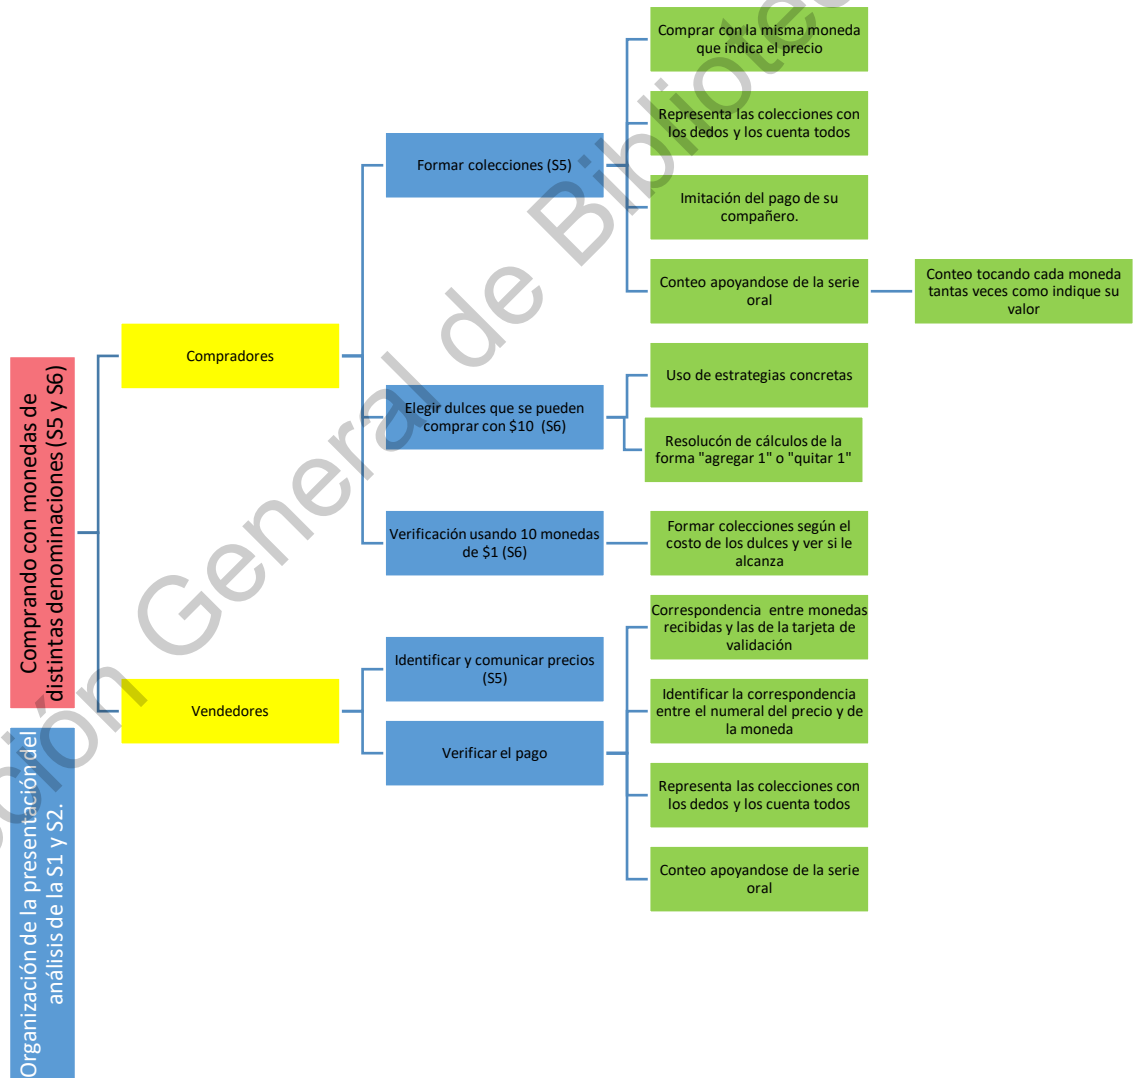 Comprar con la misma moneda
que indica el precio
Representa las colecciones con
los dedos y los cuenta todos
Formar colecciones (S5)
Imitación del pago de su
compañero.
Conteo apoyandose de la serie
oral
Conteo tocando cada moneda
tantas veces como indique su
valor
Compradores
Uso de estrategias concretas
Elegir dulces que se pueden
comprar con $10 (S6)
Resolucón de cálculos de la
forma "agregar 1" o "quitar 1"
Comprando con monedas de
distintas denominaciones (S5 y S6)
Verificación usando 10 monedas
de $1 (S6)
Formar colecciones según el
costo de los dulces y ver si le
alcanza
Correspondencia entre monedas
recibidas y las de la tarjeta de
validación
Identificar y comunicar precios
(S5)
Vendedores
Identificar la correspondencia
entre el numeral del precio y de
la moneda
Verificar el pago
Representa las colecciones con
los dedos y los cuenta todos
Conteo apoyandose de la serie
oral
Organización de la presentación del
análisis de la S1 y S2.
General de